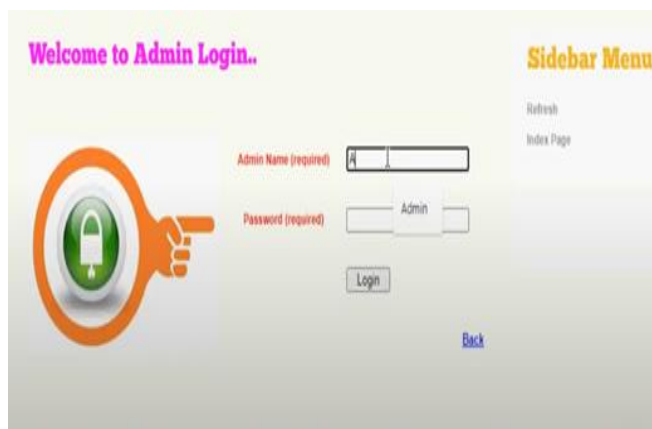 Welcome to Admin Login..
Sidebar Menu
Refresh
Index Page
Admin Name (required)
A
Password (required)
Admin
Login
Back